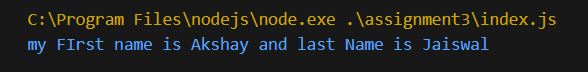 C:\Program Files\nodejs\node.exe .\assignment3\index.js
my FIrst name is Akshay and last Name is Jaiswal